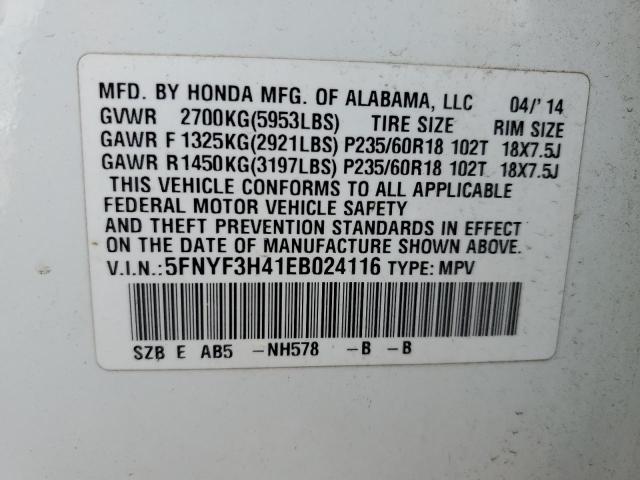 MFD. BY HONDA MFG. OF ALABAMA, LLC 04/'14
GVWR 2700KG(5953LBS) TIRE SIZE RIM SIZE
GAWR F 1325KG(2921LBS) P235/60R18 102T 18X7.5J
GAWR R 1450KG(3197LBS) P235/60R18 102T 18X7.5J
THIS VEHICLE CONFORMS TO ALL APPLICABLE
FEDERAL MOTOR VEHICLE SAFETY
AND THEFT PREVENTION STANDARDS IN EFFECT
ON THE DATE OF MANUFACTURE SHOWN ABOVE.
V.I.N.: 5FNYF3H41EB024116 TYPE: MPV
SZB E AB5 -NH578 -B -B